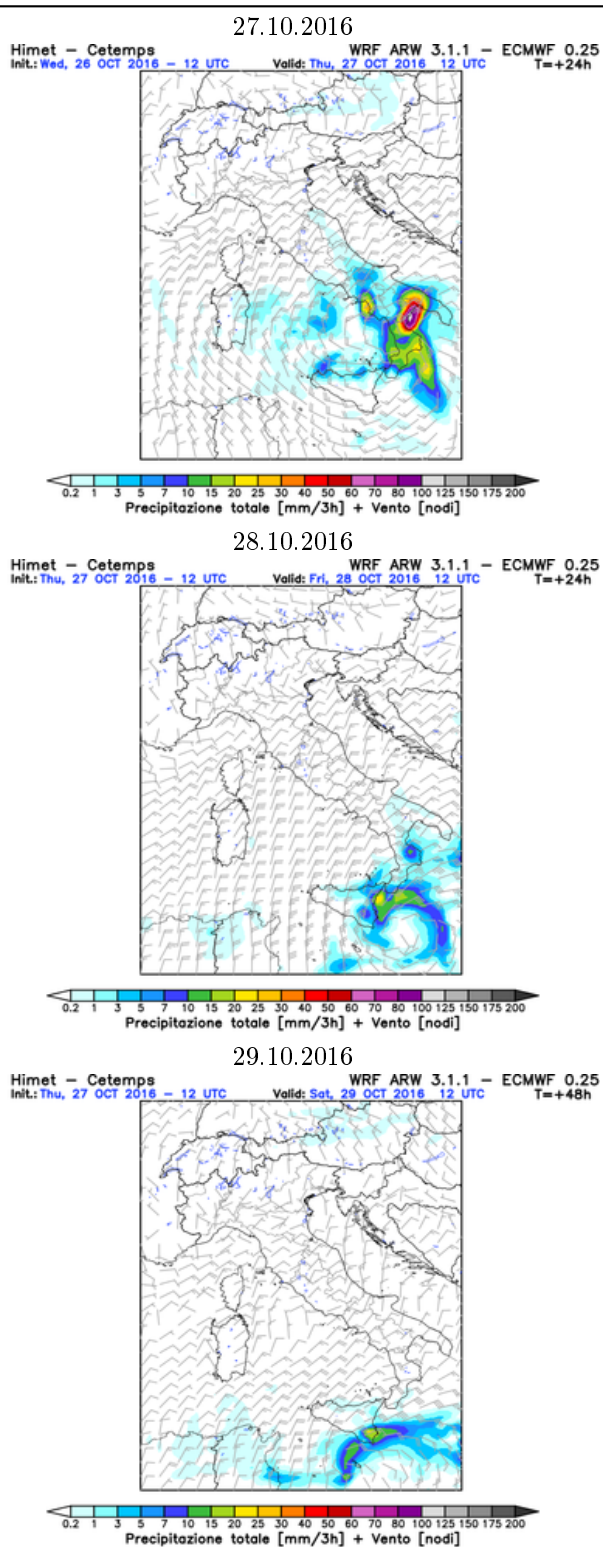 27.10.2016
Himet – Cetemps WRF ARW 3.1.1 – ECMWF 0.25
Init.: Wed, 26 OCT 2016 – 12 UTC Valid: Thu, 27 OCT 2016 12 UTC T=+24h
0.2 1 3 5 7 10 15 20 25 30 40 50 60 70 80 100 125 150 175 200
Precipitazione totale [mm/3h] + Vento [nodi]
28.10.2016
Himet – Cetemps WRF ARW 3.1.1 – ECMWF 0.25
Init.: Thu, 27 OCT 2016 – 12 UTC Valid: Fri, 28 OCT 2016 12 UTC T=+24h
0.2 1 3 5 7 10 15 20 25 30 40 50 60 70 80 100 125 150 175 200
Precipitazione totale [mm/3h] + Vento [nodi]
29.10.2016
Himet – Cetemps WRF ARW 3.1.1 – ECMWF 0.25
Init.: Thu, 27 OCT 2016 – 12 UTC Valid: Sat, 29 OCT 2016 12 UTC T=+48h
0.2 1 3 5 7 10 15 20 25 30 40 50 60 70 80 100 125 150 175 200
Precipitazione totale [mm/3h] + Vento [nodi]